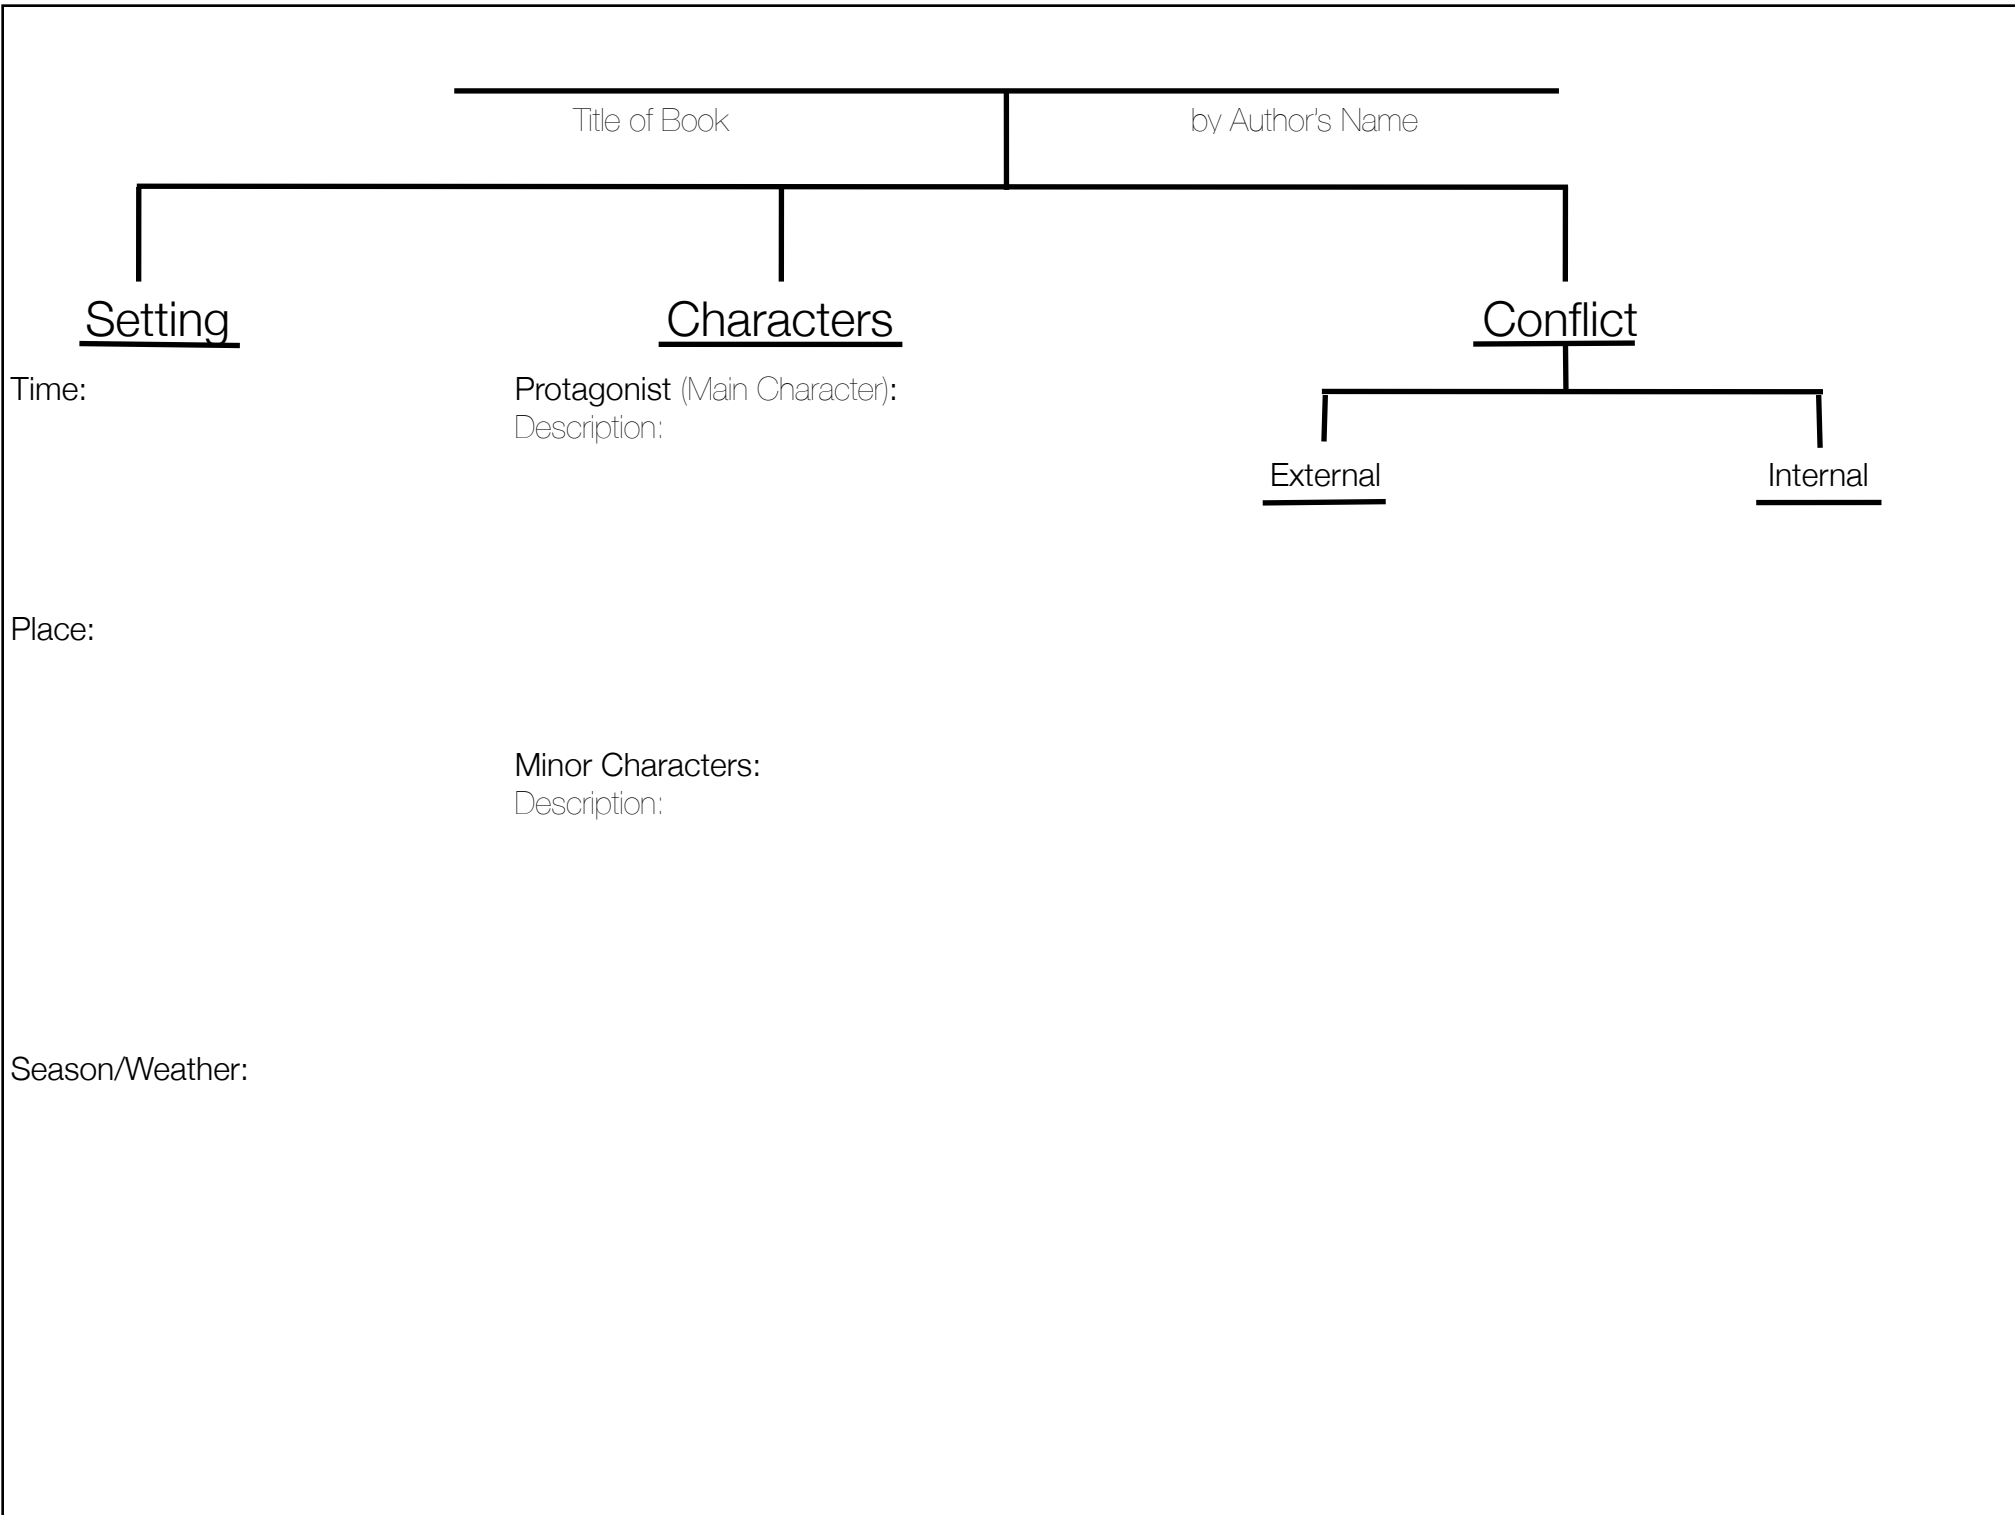 Title of Book
by Author's Name
Setting
Characters
Conflict
Time:
Protagonist (Main Character):
Description:
External
Internal
Place:
Minor Characters:
Description:
Season/Weather: